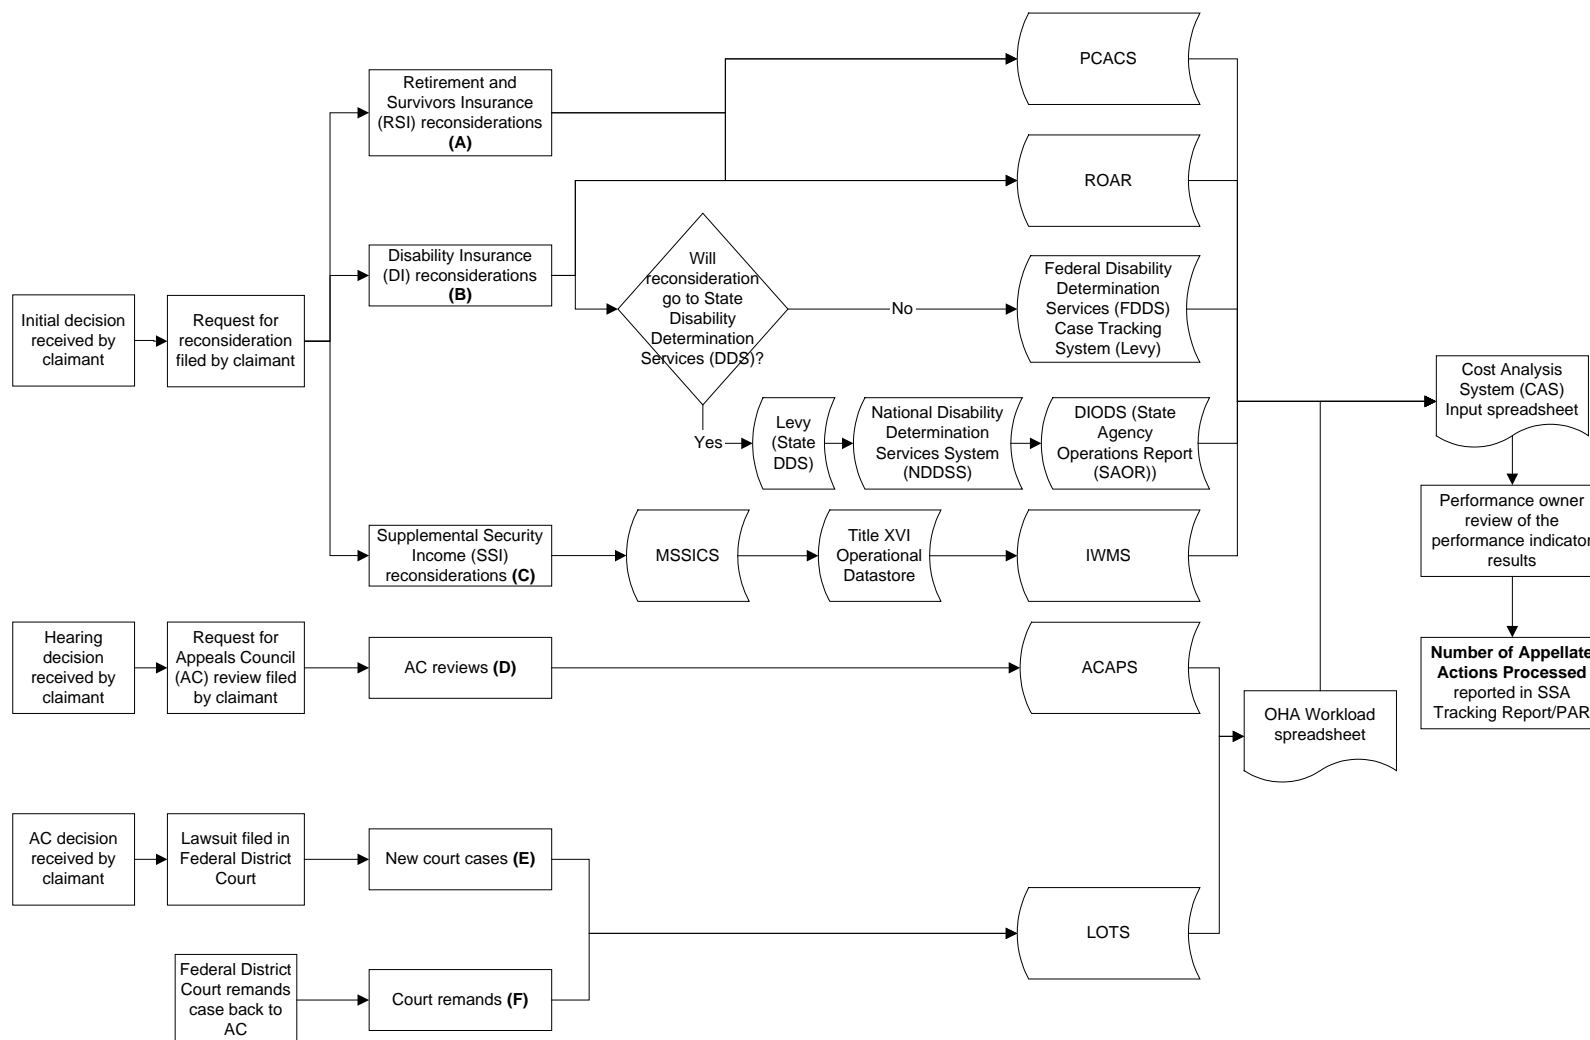 PCACS
Retirement and
Survivors Insurance
(RSI) reconsiderations
(A)
ROAR
Disability Insurance
(DI) reconsiderations
(B)
Will
reconsideration
go to State
Disability
Determination
Services (DDS)?
No
Federal Disability
Determination
Services (FDDS)
Case Tracking
System (Levy)
Initial decision
received by
claimant
Request for
reconsideration
filed by claimant
Cost Analysis
System (CAS)
Input spreadsheet
Yes
Levy
(State
DDS)
National Disability
Determination
Services System
(NDDSS)
DIODS (State
Agency
Operations Report
(SAOR))
Performance owner
review of the
performance indicator
results
Supplemental Security
Income (SSI)
reconsiderations (C)
MSSICS
Title XVI
Operational
Datastore
IWMS
Hearing
decision
received by
claimant
Request for
Appeals Council
(AC) review filed
by claimant
AC reviews (D)
ACAPS
Number of Appellate
Actions Processed
reported in SSA
Tracking Report/PAR
OHA Workload
spreadsheet
AC decision
received by
claimant
Lawsuit filed in
Federal District
Court
New court cases (E)
LOTS
Federal District
Court remands
case back to
AC
Court remands (F)